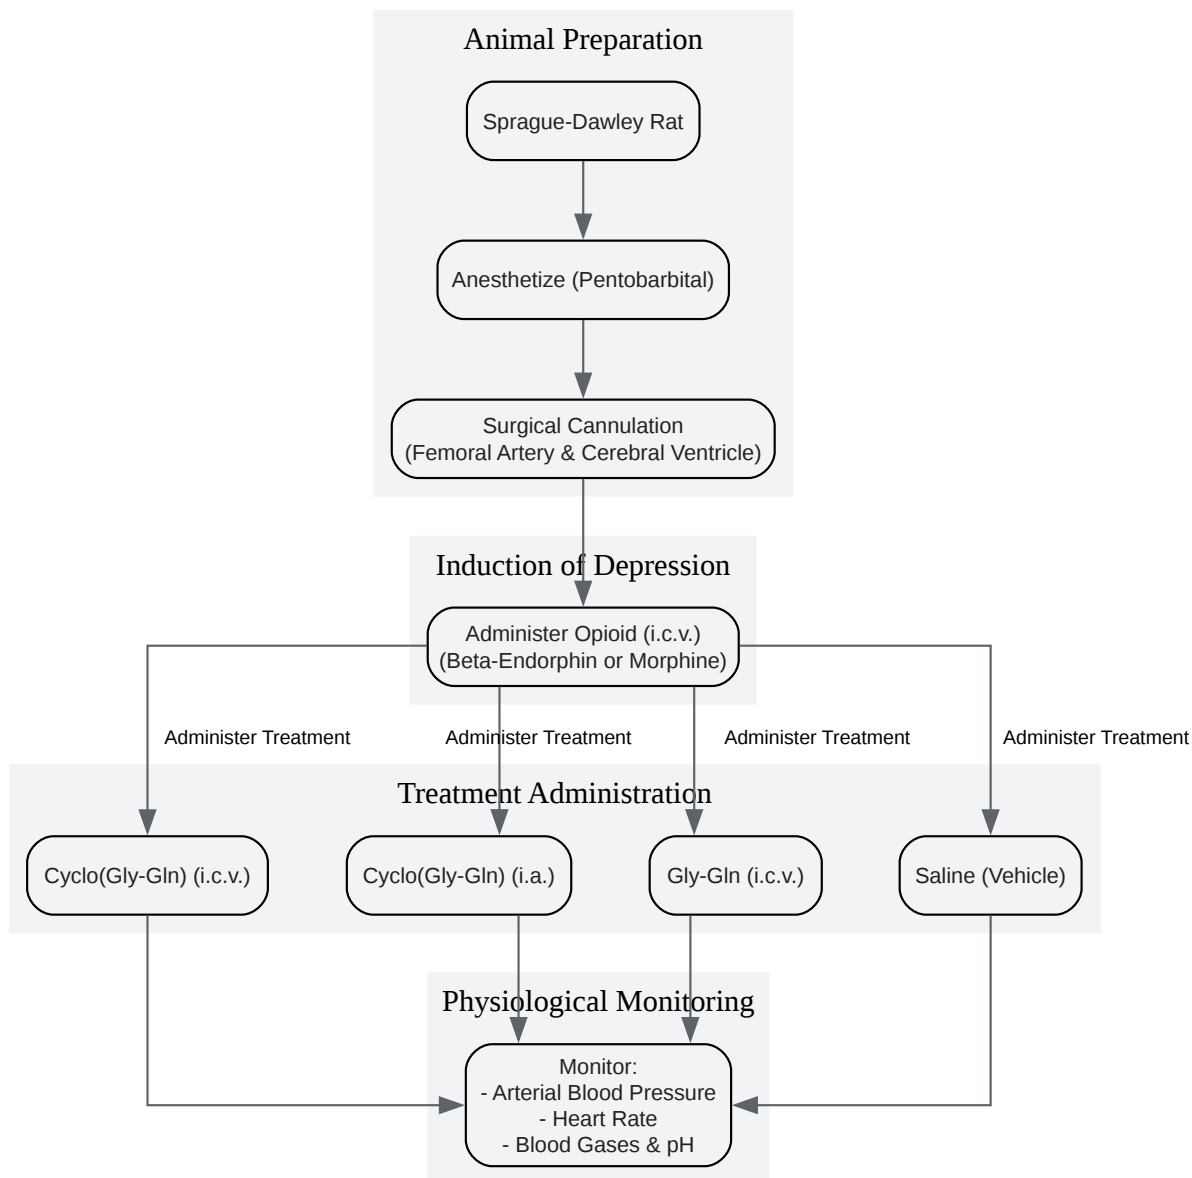 Animal Preparation
Sprague-Dawley Rat
Anesthetize (Pentobarbital)
Surgical Cannulation
(Femoral Artery & Cerebral Ventricle)
Induction of Depression
Administer Opioid (i.c.v.)
(Beta-Endorphin or Morphine)
Administer Treatment
Administer Treatment
Administer Treatment
Administer Treatment
Treatment Administration
Cyclo(Gly-Gln) (i.c.v.)
Cyclo(Gly-Gln) (i.a.)
Gly-Gln (i.c.v.)
Saline (Vehicle)
Physiological Monitoring
Monitor:
- Arterial Blood Pressure
- Heart Rate
- Blood Gases & pH